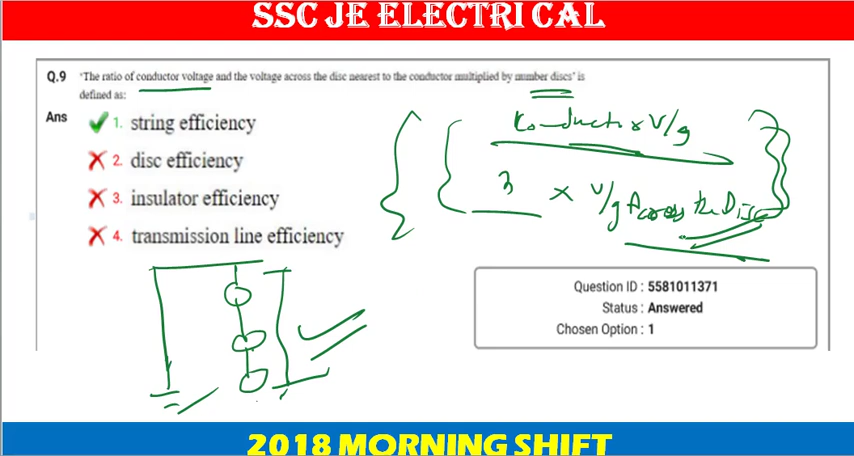 SSC JE ELECTRICAL
Q.9 'The ratio of conductor voltage and the voltage across the disc nearest to the conductor multiplied by number discs' is
defined as:
Ans
1. string efficiency
2. disc efficiency
3. insulator efficiency
4. transmission line efficiency
Conductor V/g
3 × V/g Across the Disc
Question ID : 5581011371
Status : Answered
Chosen Option : 1
2018 MORNING SHIFT